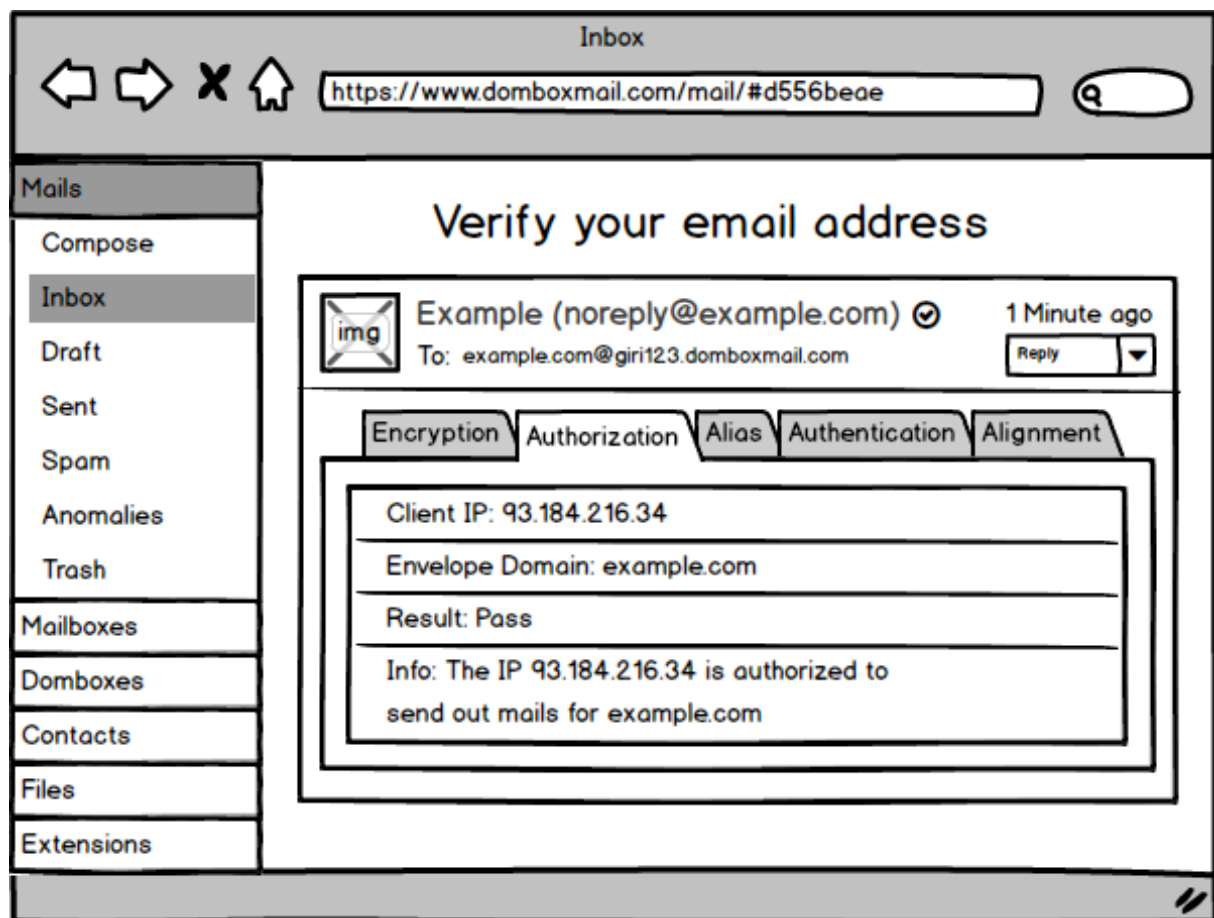 Inbox
https://www.domboxmail.com/mail/#d556beae
Mails
Compose
Inbox
Draft
Sent
Spam
Anomalies
Trash
Mailboxes
Domboxes
Contacts
Files
Extensions
Verify your email address
img
Example (noreply@example.com)
1 Minute ago
To: example.com@giri123.domboxmail.com
Reply
Encryption Authorization Alias Authentication Alignment
Client IP: 93.184.216.34
Envelope Domain: example.com
Result: Pass
Info: The IP 93.184.216.34 is authorized to
send out mails for example.com